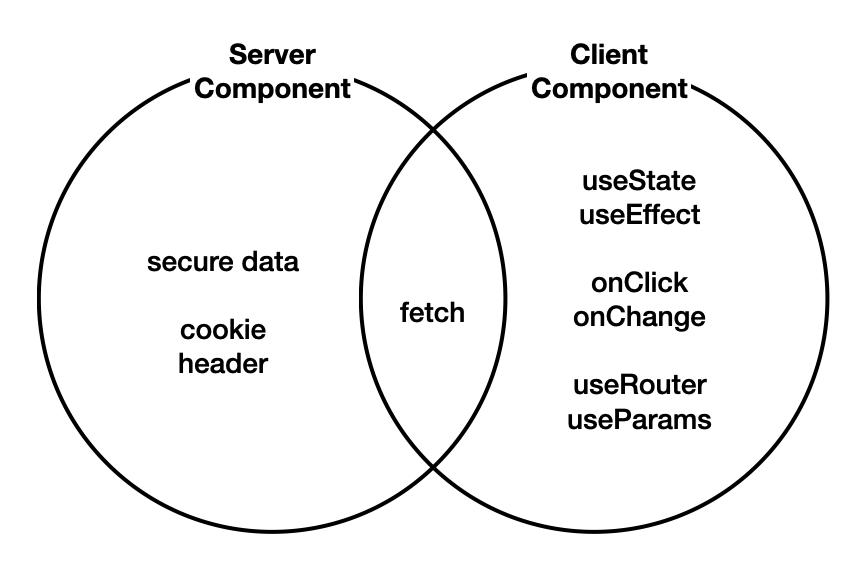 Server
Component
Client
Component
secure data
cookie
header
fetch
useState
useEffect
onClick
onChange
useRouter
useParams